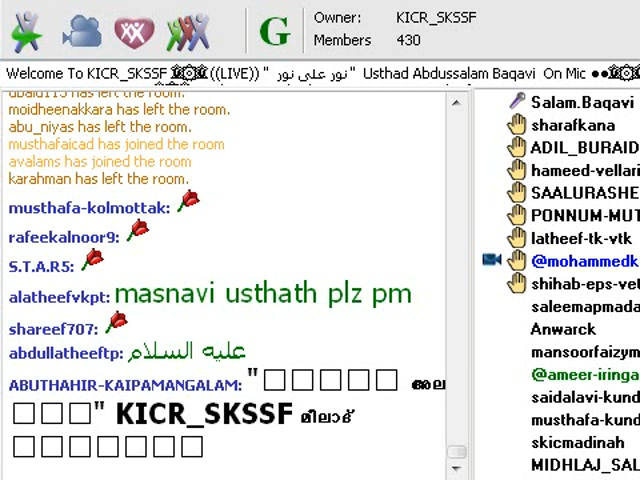 G
Owner: KICR_SKSSF
Members 430
Welcome To KICR_SKSSF ۞((LIVE)) " نور على نور " Usthad Abdussalam Baqavi On Mic ●●۞
moidheenakkara has left the room.
abu_niyas has left the room.
musthafaicad has joined the room
avalams has joined the room
karahman has left the room.
musthafa-kolmottak:
rafeekalnoor9:
S.T.A.R5:
alatheefvkpt: masnavi usthath plz pm
shareef707:
abdullatheeftp: عليه السلام
ABUTHAHIR-KAIPAMANGALAM: "□□□□□
□□□" KICR_SKSSF മീലാദ്
□□□□□□□
Salam.Baqavi
sharafkana
ADIL_BURAID
hameed-vellari
SAALURASHE
PONNUM-MUT
latheef-tk-vtk
@mohammedk
shihab-eps-vet
saleemapmada
Anwarck
mansoorfaizym
@ameer-iringa
saidalavi-kund
musthafa-kund
skicmadinah
MIDHLAJ_SAL